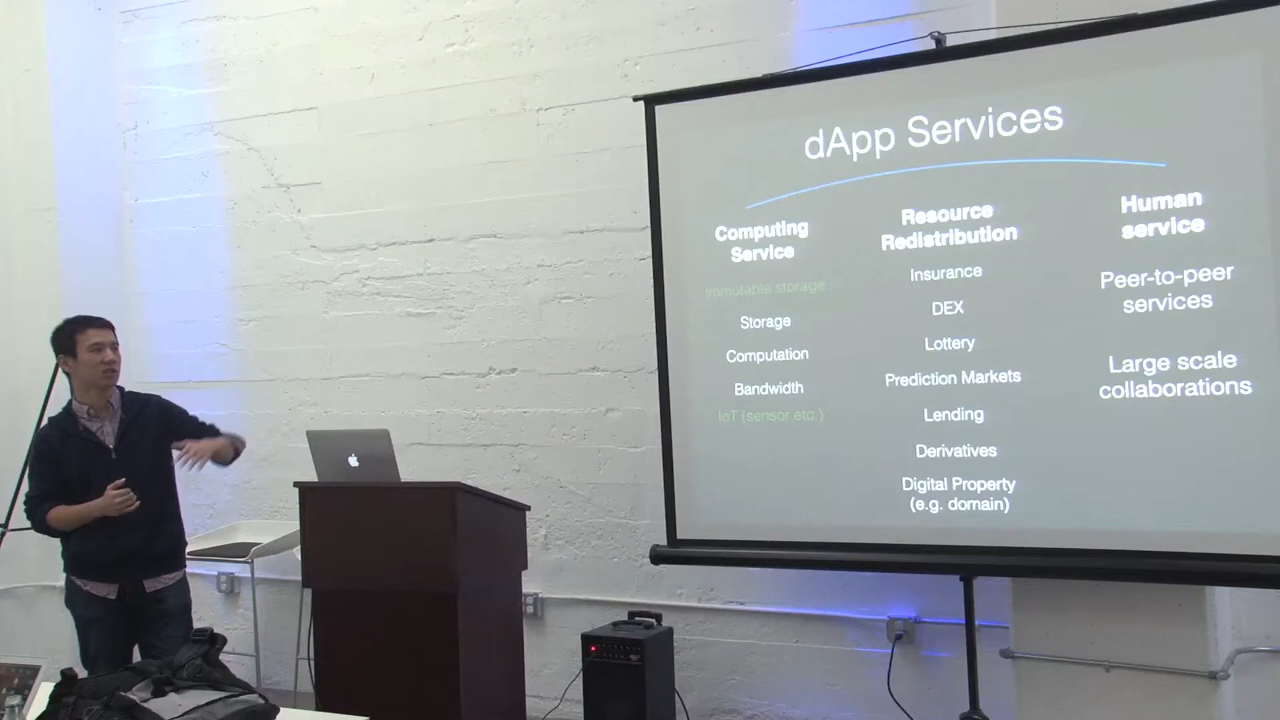 dApp Services
Computing
Service
Immutable storage
Storage
Computation
Bandwidth
IoT (sensor etc.)
Resource
Redistribution
Insurance
DEX
Lottery
Prediction Markets
Lending
Derivatives
Digital Property
(e.g. domain)
Human
service
Peer-to-peer
services
Large scale
collaborations